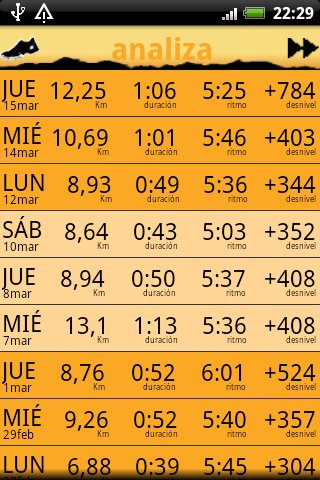 22:29
analiza
JUE 12,25 1:06 5:25 +784
15mar Km duración ritmo desnivel
MIÉ 10,69 1:01 5:46 +403
14mar Km duración ritmo desnivel
LUN 8,93 0:49 5:36 +344
12mar Km duración ritmo desnivel
SÁB 8,64 0:43 5:03 +352
10mar Km duración ritmo desnivel
JUE 8,94 0:50 5:37 +408
8mar Km duración ritmo desnivel
MIÉ 13,1 1:13 5:36 +408
7mar Km duración ritmo desnivel
JUE 8,76 0:52 6:01 +524
1mar Km duración ritmo desnivel
MIÉ 9,26 0:52 5:40 +357
29feb Km duración ritmo desnivel
LUN 6,88 0:39 5:45 +304
27feb Km duración ritmo desnivel